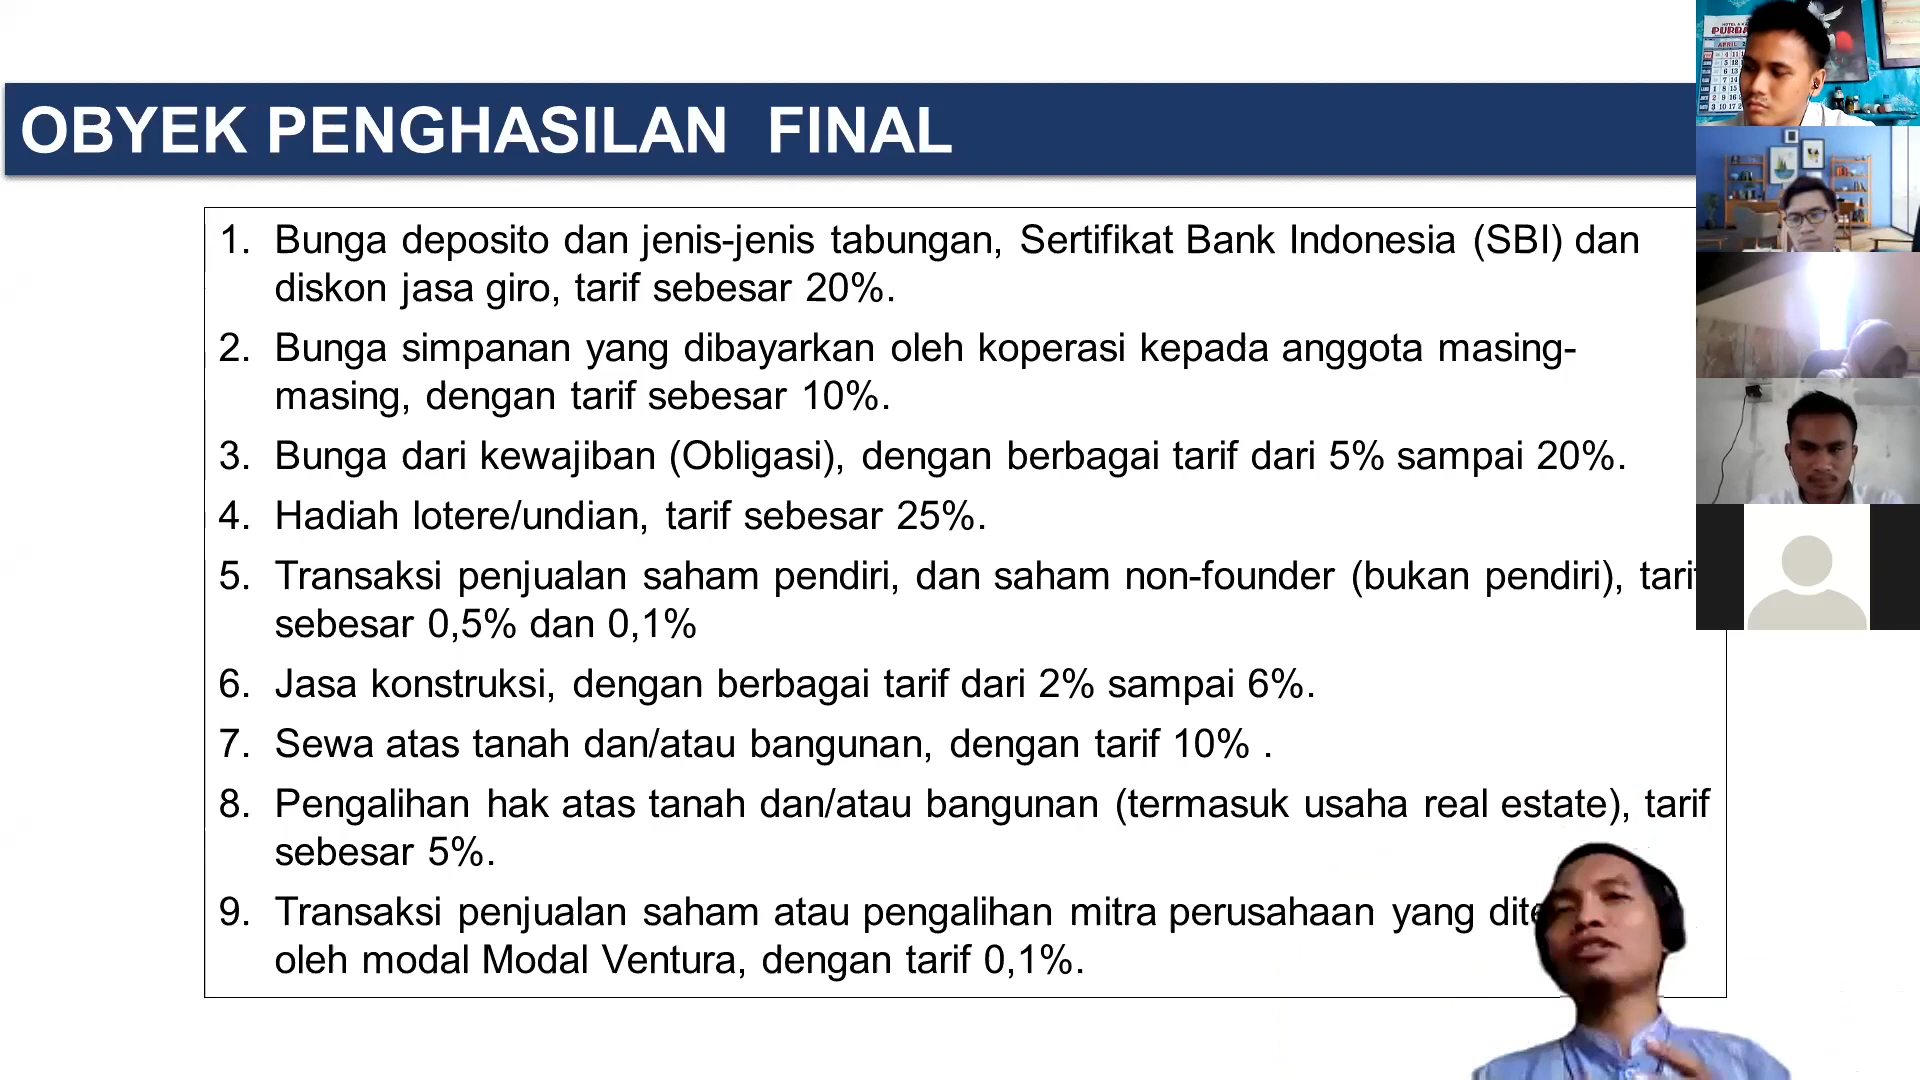 OBYEK PENGHASILAN FINAL
1. Bunga deposito dan jenis-jenis tabungan, Sertifikat Bank Indonesia (SBI) dan
diskon jasa giro, tarif sebesar 20%.
2. Bunga simpanan yang dibayarkan oleh koperasi kepada anggota masing-
masing, dengan tarif sebesar 10%.
3. Bunga dari kewajiban (Obligasi), dengan berbagai tarif dari 5% sampai 20%.
4. Hadiah lotere/undian, tarif sebesar 25%.
5. Transaksi penjualan saham pendiri, dan saham non-founder (bukan pendiri), tarif
sebesar 0,5% dan 0,1%
6. Jasa konstruksi, dengan berbagai tarif dari 2% sampai 6%.
7. Sewa atas tanah dan/atau bangunan, dengan tarif 10% .
8. Pengalihan hak atas tanah dan/atau bangunan (termasuk usaha real estate), tarif
sebesar 5%.
9. Transaksi penjualan saham atau pengalihan mitra perusahaan yang
oleh modal Modal Ventura, dengan tarif 0,1%.
APRIL